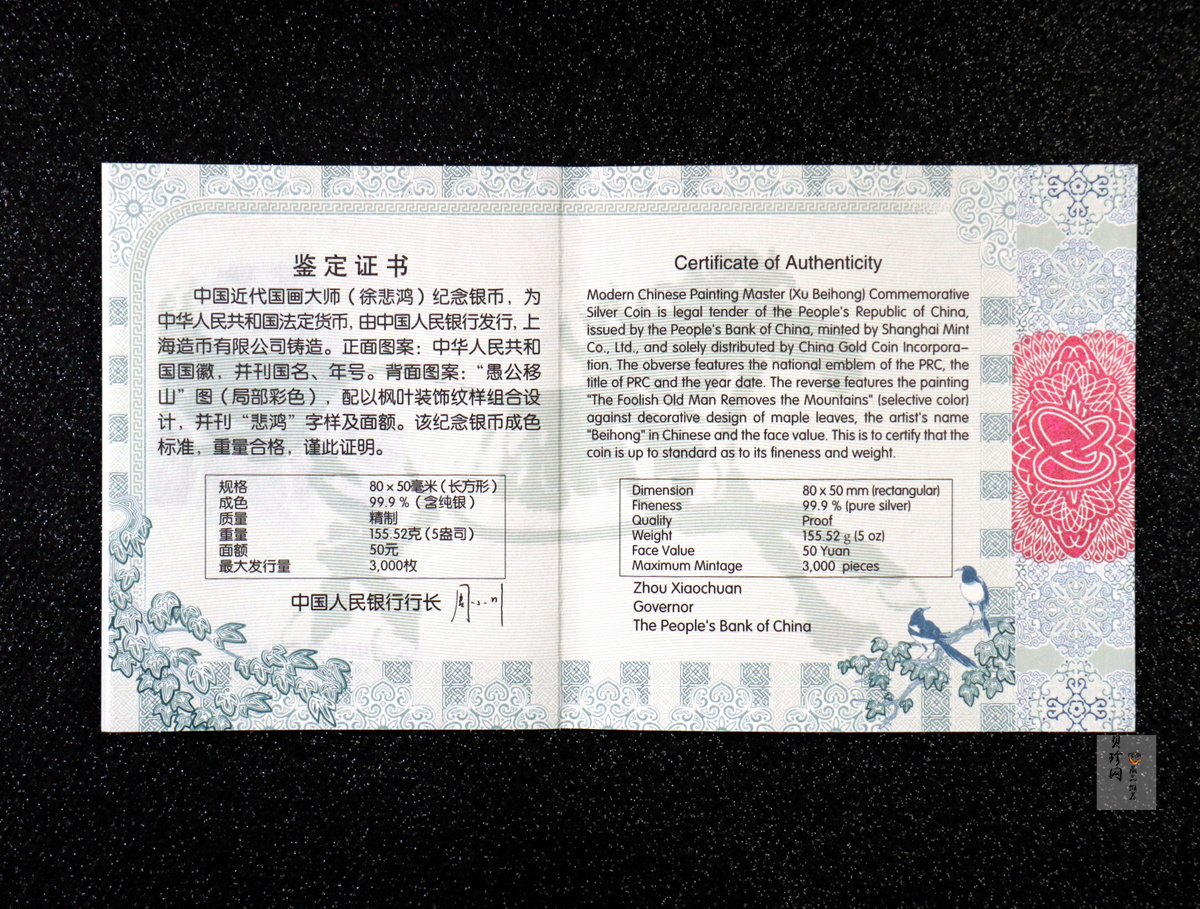 鉴定证书
中国近代国画大师（徐悲鸿）纪念银币，为
中华人民共和国法定货币，由中国人民银行发行，上
海造币有限公司铸造。正面图案：中华人民共和
国国徽，并刊国名、年号。背面图案：“愚公移
山”图（局部彩色），配以枫叶装饰纹样组合设
计，并刊“悲鸿”字样及面额。该纪念银币成色
标准，重量合格，谨此证明。
规格 80×50毫米（长方形）
成色 99.9％（含纯银）
质量 精制
重量 155.52克（5盎司）
面额 50元
最大发行量 3,000枚
中国人民银行行长
Certificate of Authenticity
Modern Chinese Painting Master (Xu Beihong) Commemorative
Silver Coin is legal tender of the People's Republic of China,
issued by the People's Bank of China, minted by Shanghai Mint
Co., Ltd., and solely distributed by China Gold Coin Incorpora-
tion. The obverse features the national emblem of the PRC, the
title of PRC and the year date. The reverse features the painting
"The Foolish Old Man Removes the Mountains" (selective color)
against decorative design of maple leaves, the artist's name
"Beihong" in Chinese and the face value. This is to certify that the
coin is up to standard as to its fineness and weight.
Dimension 80 x 50 mm (rectangular)
Fineness 99.9 % (pure silver)
Quality Proof
Weight 155.52 g (5 oz)
Face Value 50 Yuan
Maximum Mintage 3,000 pieces
Zhou Xiaochuan
Governor
The People's Bank of China